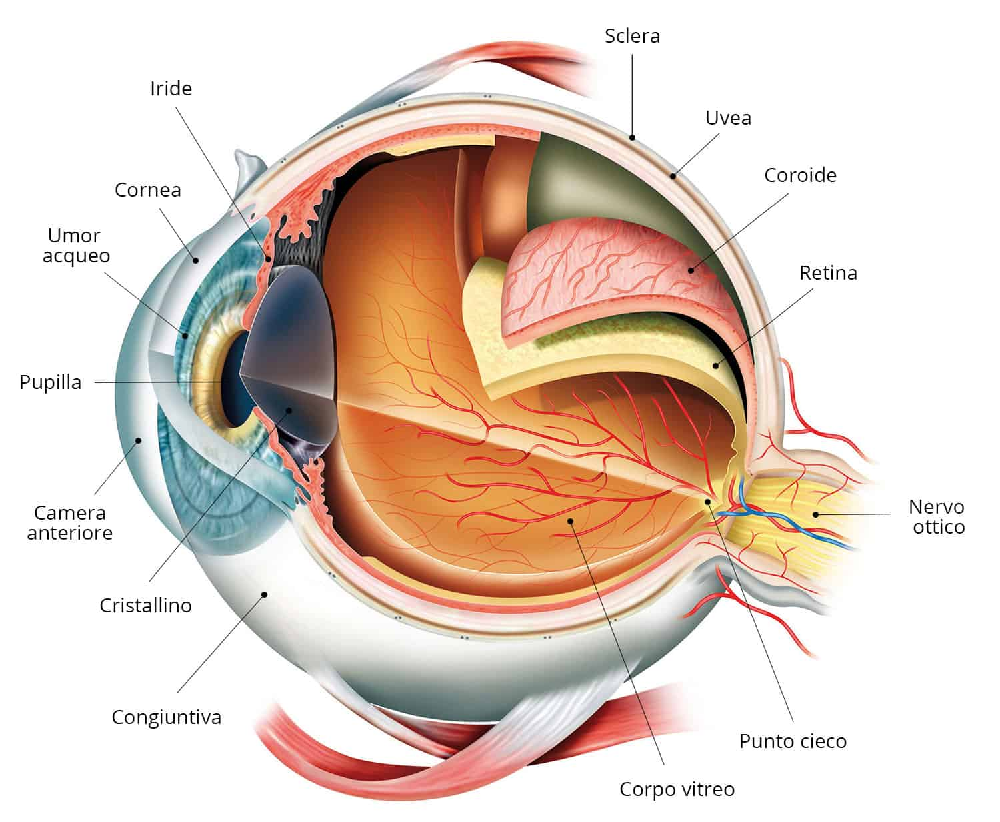 Sclera
Iride
Uvea
Coroide
Cornea
Umor
acqueo
Retina
Pupilla
Camera
anteriore
Nervo
ottico
Cristallino
Congiuntiva
Punto cieco
Corpo vitreo